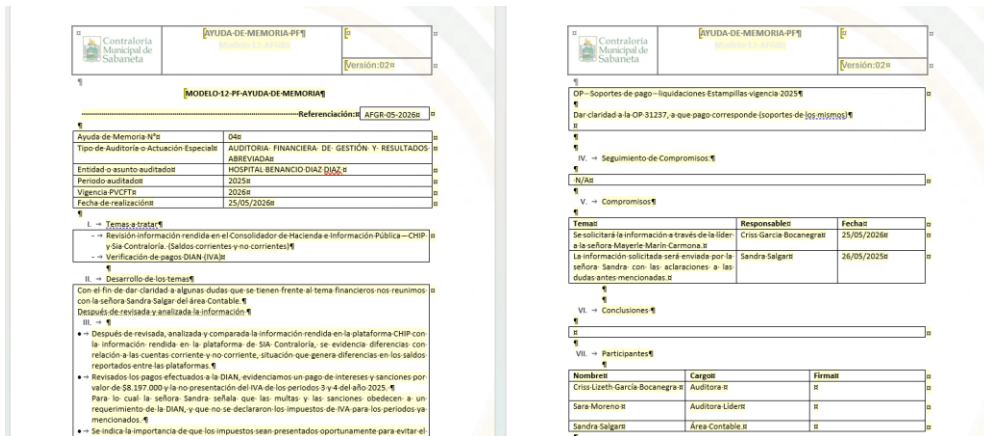 Contraloría
Municipal de
Sabaneta
AYUDA DE MEMORIA PF
Modelo-12-AFGRA
Versión:02
MODELO-12-PF-AYUDA DE MEMORIA
Referenciación: AFGR-05-2026
Ayuda de Memoria N° 04
Tipo de Auditoría o Actuación Especial AUDITORIA FINANCIERA DE GESTIÓN Y RESULTADOS
ABREVIADA
Entidad o asunto auditado HOSPITAL BENANCIO DIAZ DIAZ
Periodo auditado 2025
Vigencia PVCFT 2026
Fecha de realización 25/05/2026
I. Temas a tratar
- Revisión información rendida en el Consolidador de Hacienda e Información Pública – CHIP
y Sia Contraloría. (Saldos corrientes y no corrientes)
- Verificación de pagos DIAN (IVA)
II. Desarrollo de los temas
Con el fin de dar claridad a algunas dudas que se tienen frente al tema financieros nos reunimos
con la señora Sandra Salgar del área Contable.
Después de revisada y analizada la información
III.
• Después de revisada, analizada y comparada la información rendida en la plataforma CHIP con
la información rendida en la plataforma de SIA Contraloría, se evidencia diferencias con
relación a las cuentas corriente y no corriente, situación que genera diferencias en los saldos
reportados entre las plataformas.
• Revisados los pagos efectuados a la DIAN, evidenciamos un pago de intereses y sanciones por
valor de $8.197.000 y la no presentación del IVA de los periodos 3 y 4 del año 2025.
Para lo cual la señora Sandra señala que las multas y las sanciones obedecen a un
requerimiento de la DIAN, y que no se declararon los impuestos de IVA para los periodos ya
mencionados.
• Se indica la importancia de que los impuestos sean presentados oportunamente para evitar el
Contraloría
Municipal de
Sabaneta
AYUDA DE MEMORIA PF
Modelo-12-AFGRA
Versión:02
OP – Soportes de pago – liquidaciones Estampillas vigencia 2025
Dar claridad a la OP-31237, a que pago corresponde (soportes de los mismos)
IV. Seguimiento de Compromisos:
N/A
V. Compromisos
Tema Responsable Fecha
Se solicitará la información a través de la líder
a la señora Mayerle Marín Carmona. Criss Garcia Bocanegra 25/05/2026
La información solicitada será enviada por la
señora Sandra con las aclaraciones a las
dudas antes mencionadas. Sandra Salgar 26/05/2025
VI. Conclusiones
VII. Participantes
Nombre Cargo Firma
Criss Lizeth García Bocanegra Auditora
Sara Moreno Auditora Líder
Sandra Salgar Área Contable.